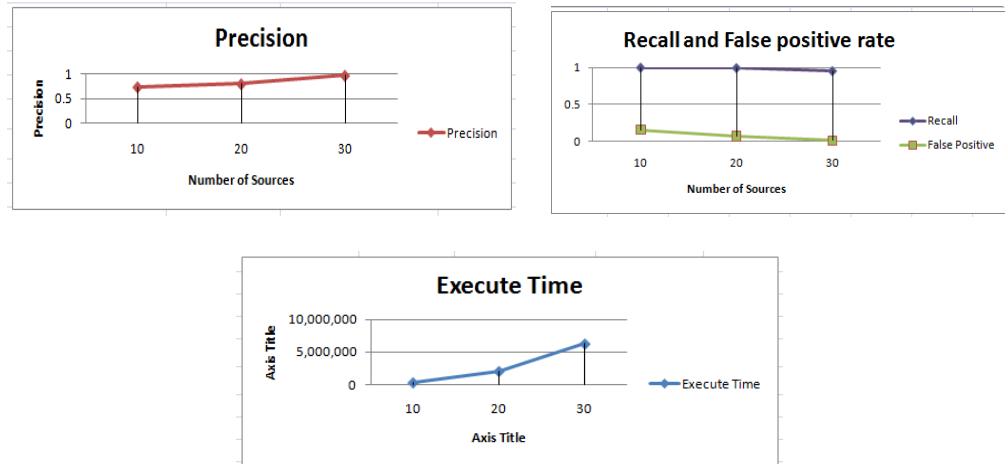 Precision
1
0.5
0
Precision
10 20 30
Number of Sources
Precision
Recall and False positive rate
1
0.5
0
10 20 30
Number of Sources
Recall
False Positive
Execute Time
10,000,000
5,000,000
0
Axis Title
10 20 30
Axis Title
Execute Time